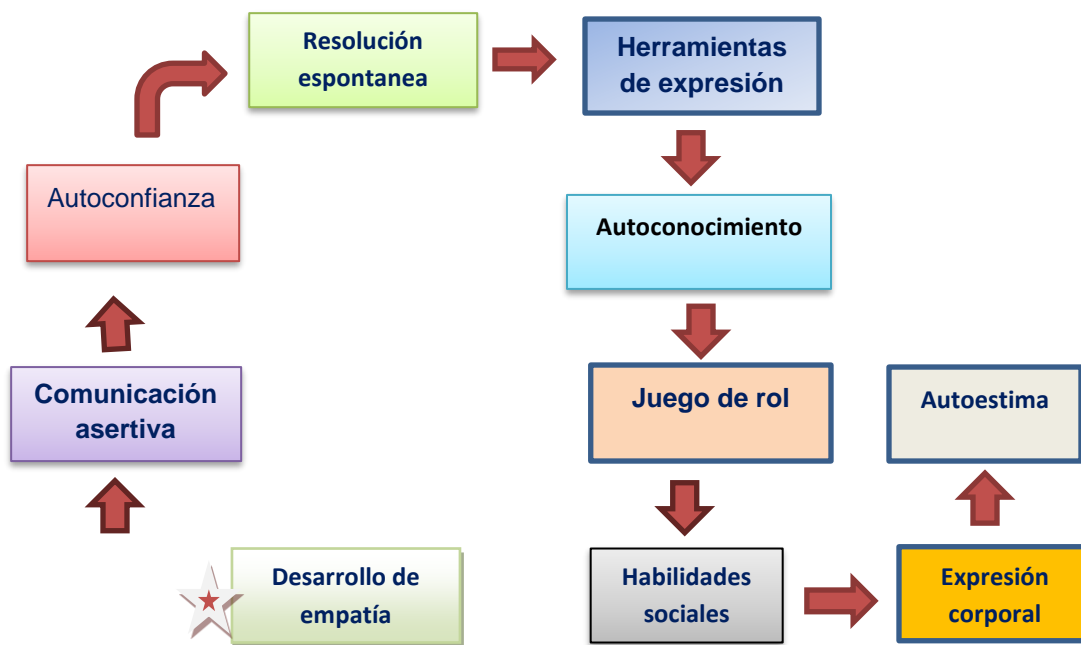 Resolución
espontanea
Herramientas
de expresión
Autoconfianza
Autoconocimiento
Comunicación
asertiva
Juego de rol
Autoestima
Desarrollo de
empatía
Habilidades
sociales
Expresión
corporal